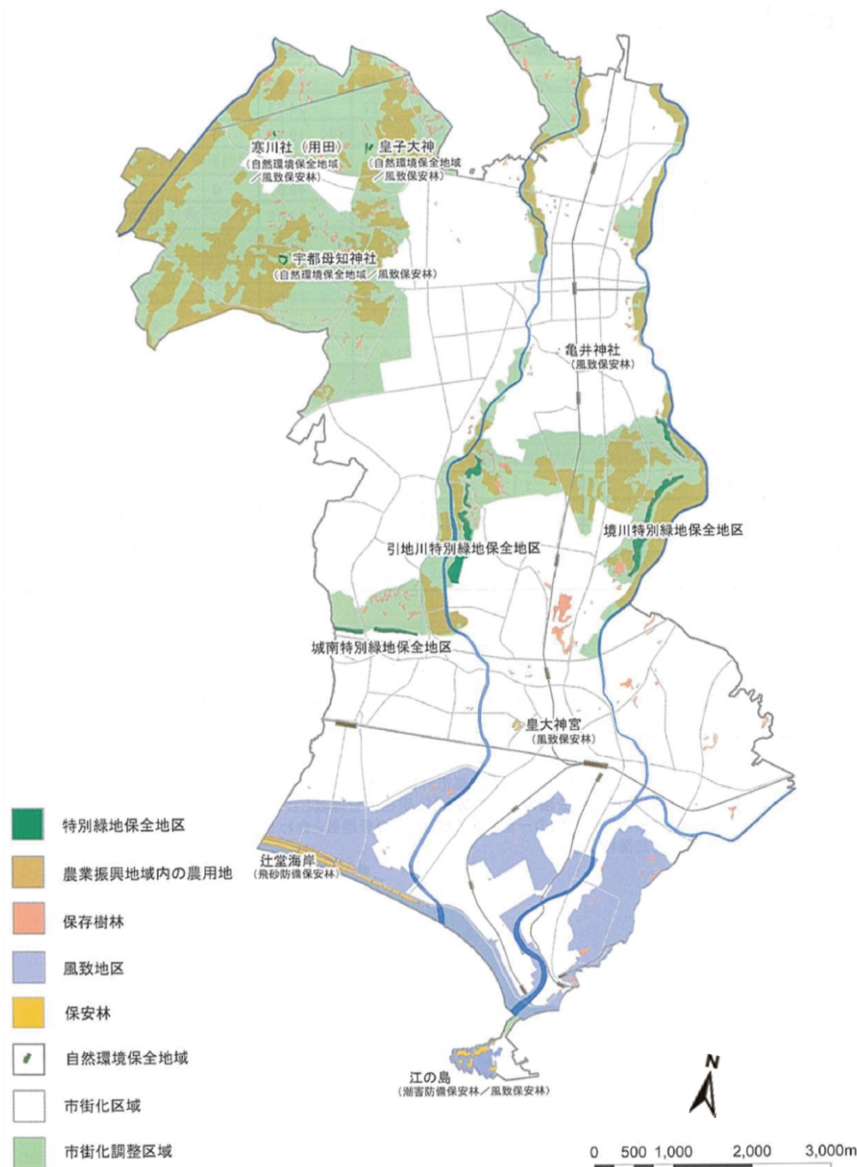 寒川社（用田）
（自然環境保全地域
／風致保安林）
皇子大神
（自然環境保全地域
／風致保安林）
宇都母知神社
（自然環境保全地域／風致保安林）
亀井神社
（風致保安林）
引地川特別緑地保全地区
境川特別緑地保全地区
城南特別緑地保全地区
皇大神宮
（風致保安林）
辻堂海岸
（飛砂防備保安林）
江の島
（潮害防備保安林／風致保安林）
特別緑地保全地区
農業振興地域内の農用地
保存樹林
風致地区
保安林
自然環境保全地域
市街化区域
市街化調整区域
N
0 500 1,000 2,000 3,000m